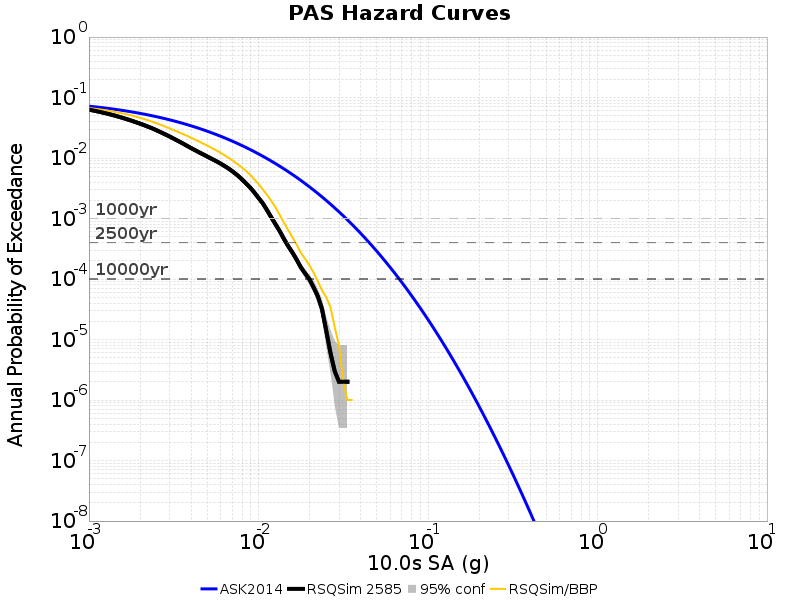 PAS Hazard Curves
Annual Probability of Exceedance
10^0
10^-1
10^-2
10^-3
10^-4
10^-5
10^-6
10^-7
10^-8
1000yr
2500yr
10000yr
10^-3 10^-2 10^-1 10^0 10^1
10.0s SA (g)
ASK2014 RSQSim 2585 95% conf RSQSim/BBP